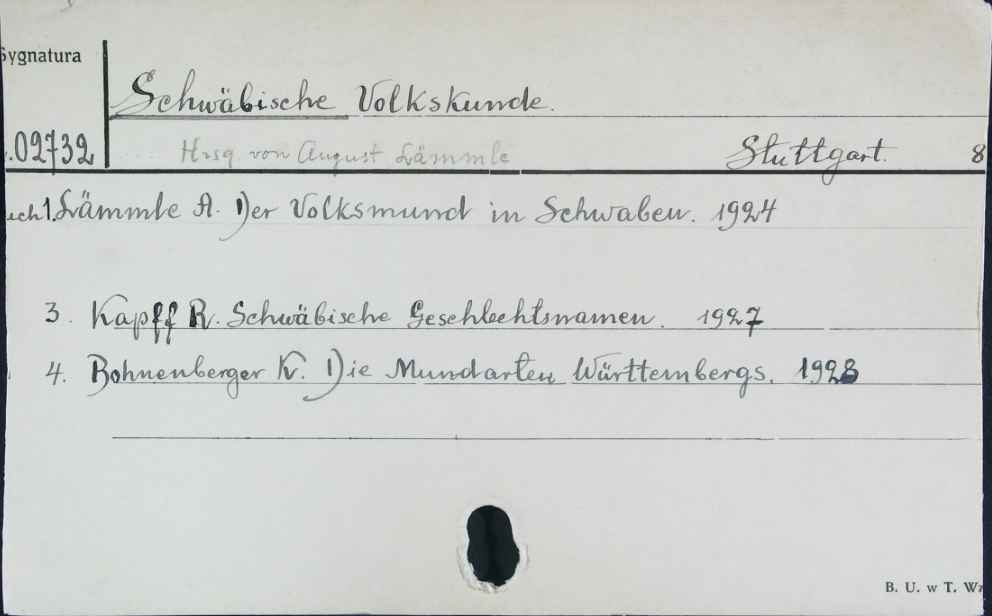 Sygnatura
Schwäbische Volkskunde.
.02732 Hrsg von August Lämmle Stuttgart. 8
1. Lämmle A. Der Volksmund in Schwaben. 1924
3. Kapff R. Schwäbische Geschlechtsnamen. 1927
4. Bohnenberger K. Die Mundarten Württembergs. 1928
B. U. w T.